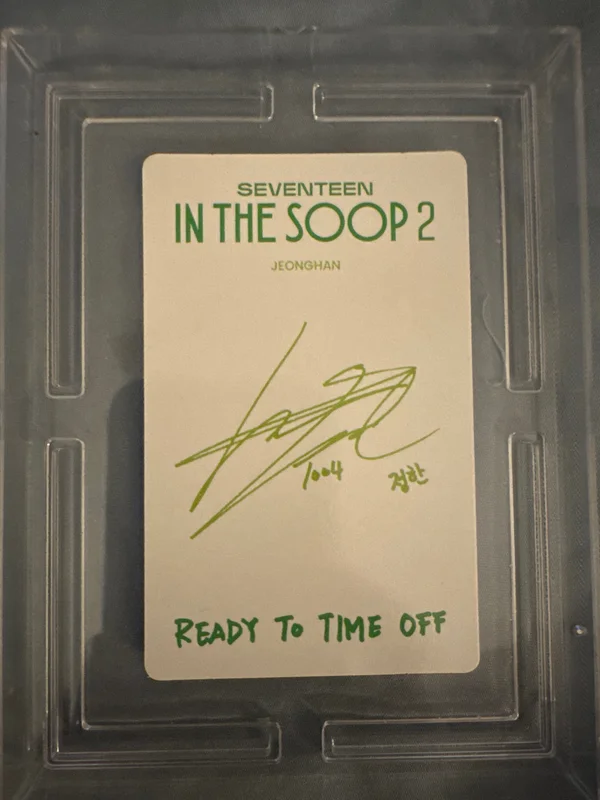 SEVENTEEN
IN THE SOOP 2
JEONGHAN
1004 정한
READY TO TIME OFF